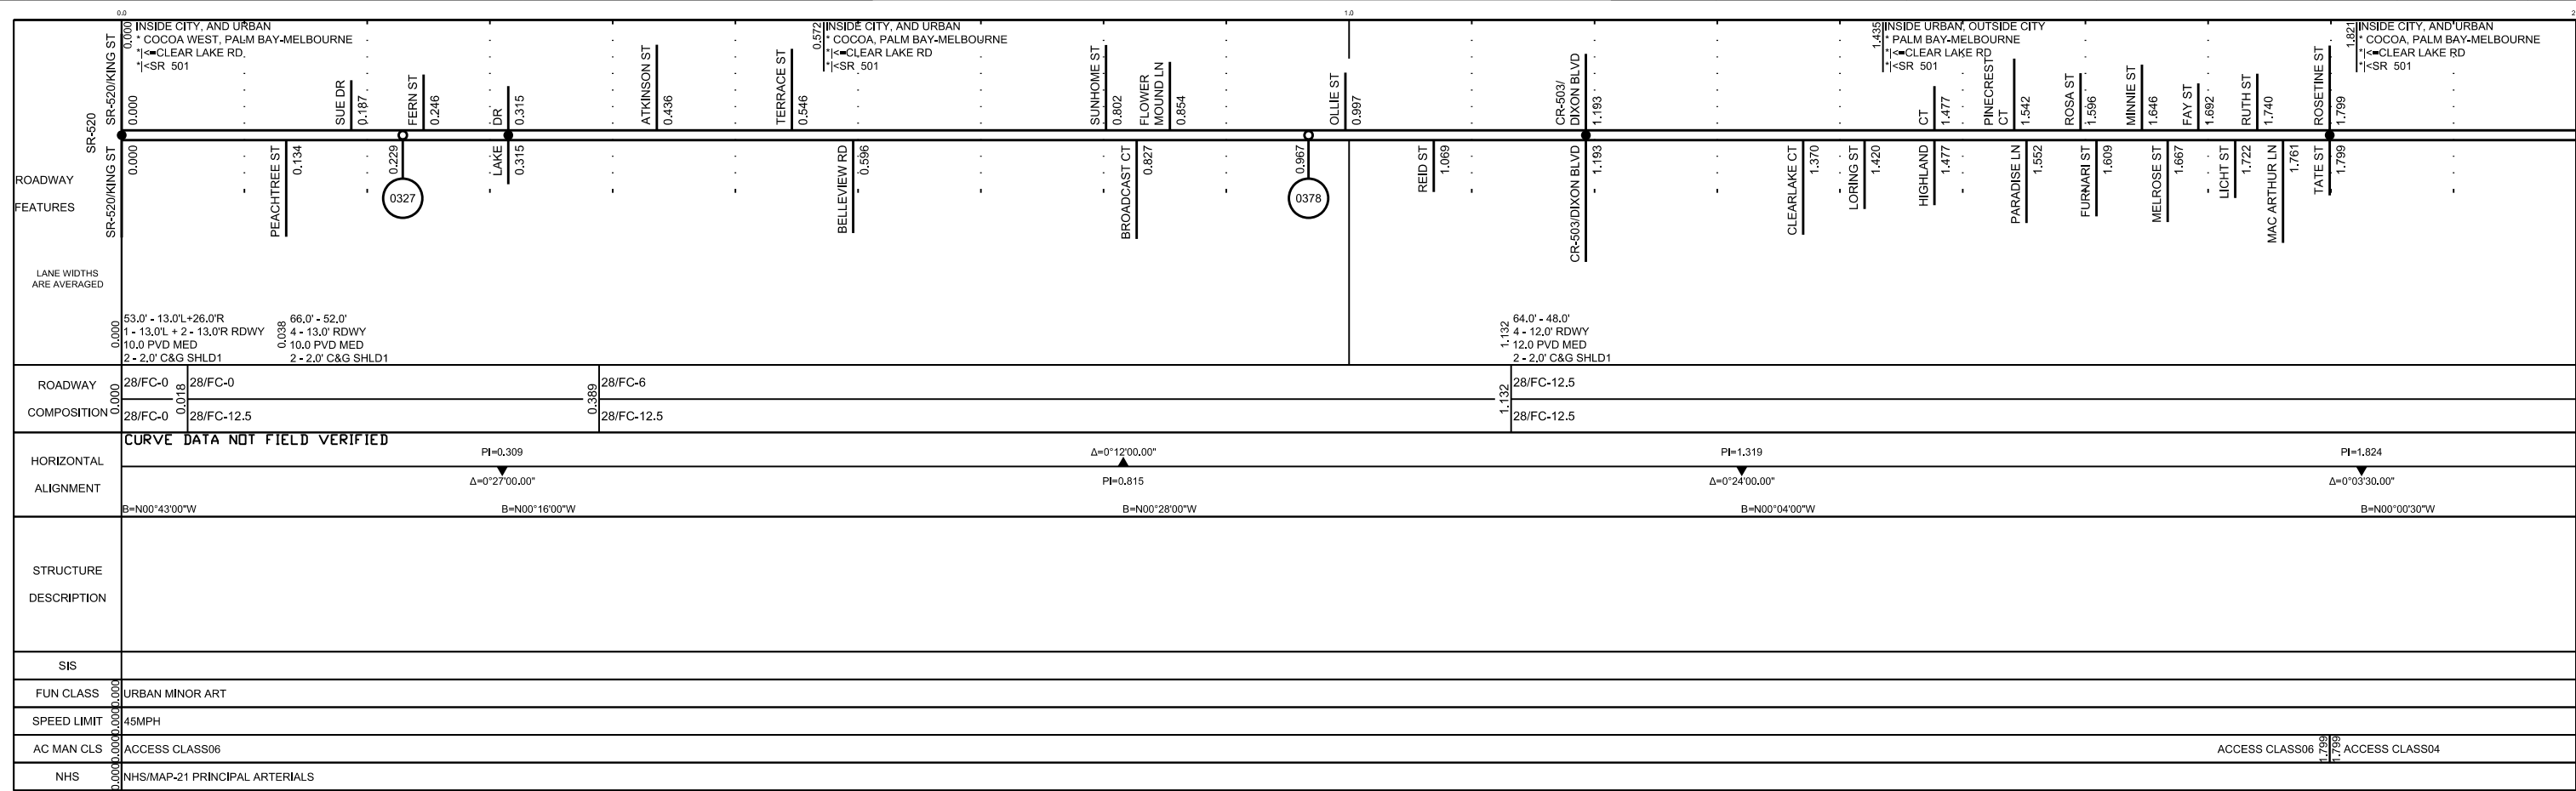 0.0
1.0
2
0.000
INSIDE CITY, AND URBAN
* COCOA WEST, PALM BAY-MELBOURNE
*|<=CLEAR LAKE RD
*|<SR 501
0.572
INSIDE CITY, AND URBAN
* COCOA, PALM BAY-MELBOURNE
*|<=CLEAR LAKE RD
*|<SR 501
1.435
INSIDE URBAN, OUTSIDE CITY
* PALM BAY-MELBOURNE
*|<=CLEAR LAKE RD
*|<SR 501
1.821
INSIDE CITY, AND URBAN
* COCOA, PALM BAY-MELBOURNE
*|<=CLEAR LAKE RD
*|<SR 501
SR-520
SR-520/KING ST
0.000
SUE DR
0.187
FERN ST
0.246
DR
0.315
ATKINSON ST
0.436
TERRACE ST
0.546
SUNHOME ST
0.802
FLOWER
MOUND LN
0.854
OLLIE ST
0.997
CR-503/
DIXON BLVD
1.193
CT
1.477
PINECREST
CT
1.542
ROSA ST
1.596
MINNIE ST
1.646
FAY ST
1.692
RUTH ST
1.740
ROSETINE ST
1.799
ROADWAY
FEATURES
SR-520/KING ST
0.000
PEACHTREE ST
0.134
0.229
0327
LAKE
0.315
BELLEVIEW RD
0.596
BROADCAST CT
0.827
0.967
0378
REID ST
1.069
CR-503/DIXON BLVD
1.193
CLEARLAKE CT
1.370
LORING ST
1.420
HIGHLAND
1.477
PARADISE LN
1.552
FURNARI ST
1.609
MELROSE ST
1.667
LICHT ST
1.722
MAC ARTHUR LN
1.761
TATE ST
1.799
LANE WIDTHS
ARE AVERAGED
0.000
53.0' - 13.0'L+26.0'R
1 - 13.0'L + 2 - 13.0'R RDWY
10.0 PVD MED
2 - 2.0' C&G SHLD1
0.038
66.0' - 52.0'
4 - 13.0' RDWY
10.0 PVD MED
2 - 2.0' C&G SHLD1
1.132
64.0' - 48.0'
4 - 12.0' RDWY
12.0 PVD MED
2 - 2.0' C&G SHLD1
ROADWAY
COMPOSITION
0.000
28/FC-0
28/FC-0
0.018
28/FC-0
28/FC-12.5
0.389
28/FC-6
28/FC-12.5
1.132
28/FC-12.5
28/FC-12.5
HORIZONTAL
ALIGNMENT
CURVE DATA NOT FIELD VERIFIED
PI=0.309
Δ=0°12'00.00"
PI=1.319
PI=1.824
Δ=0°27'00.00"
PI=0.815
Δ=0°24'00.00"
Δ=0°03'30.00"
B=N00°43'00"W
B=N00°16'00"W
B=N00°28'00"W
B=N00°04'00"W
B=N00°00'30"W
STRUCTURE
DESCRIPTION
SIS
FUN CLASS
0.000
URBAN MINOR ART
SPEED LIMIT
0.000
45MPH
AC MAN CLS
0.000
ACCESS CLASS06
ACCESS CLASS06
1.799
1.799
ACCESS CLASS04
NHS
0.000
NHS/MAP-21 PRINCIPAL ARTERIALS